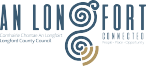 AN LONGFORT
CONNECTED
Comhairle Chontae An Longfoirt
Longford County Council